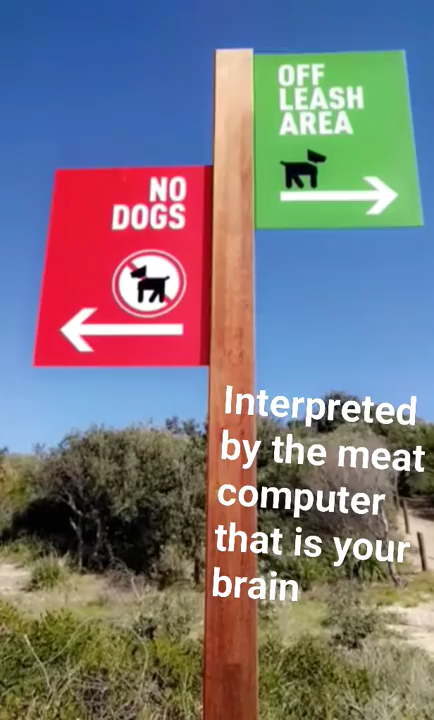 OFF
LEASH
AREA
NO
DOGS
Interpreted
by the meat
computer
that is your
brain